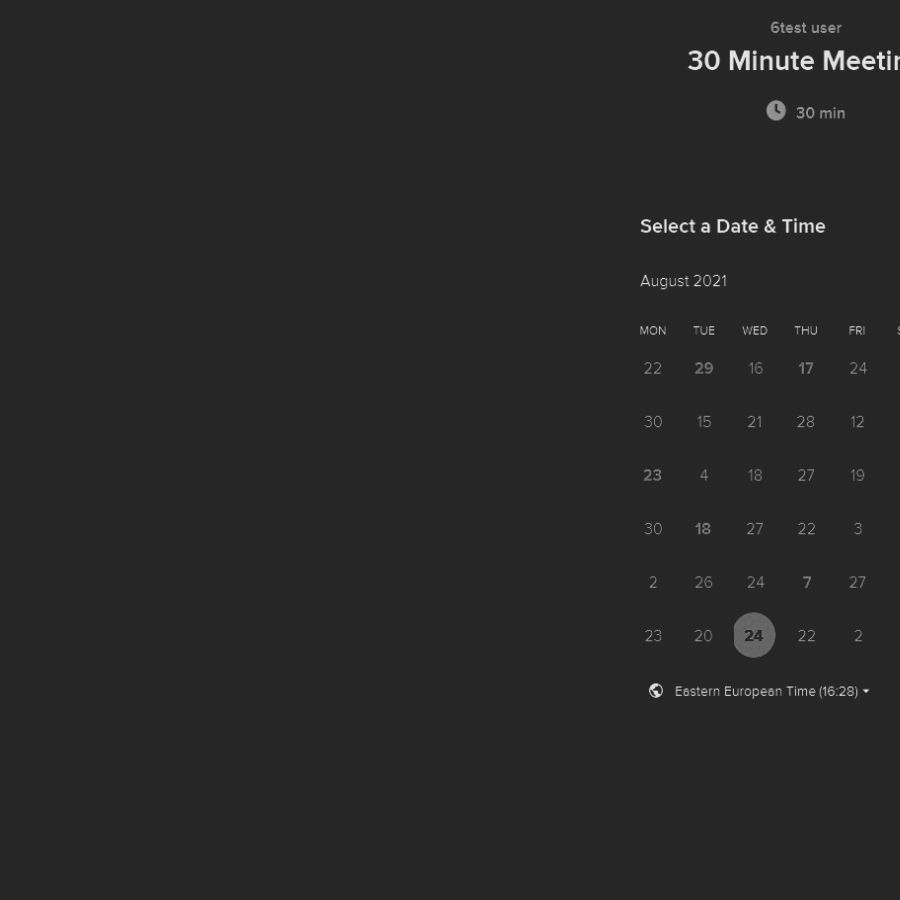 6test user
30 Minute Meetin
30 min
Select a Date & Time
August 2021
MON TUE WED THU FRI
22 29 16 17 24
30 15 21 28 12
23 4 18 27 19
30 18 27 22 3
2 26 24 7 27
23 20 24 22 2
Eastern European Time (16:28)